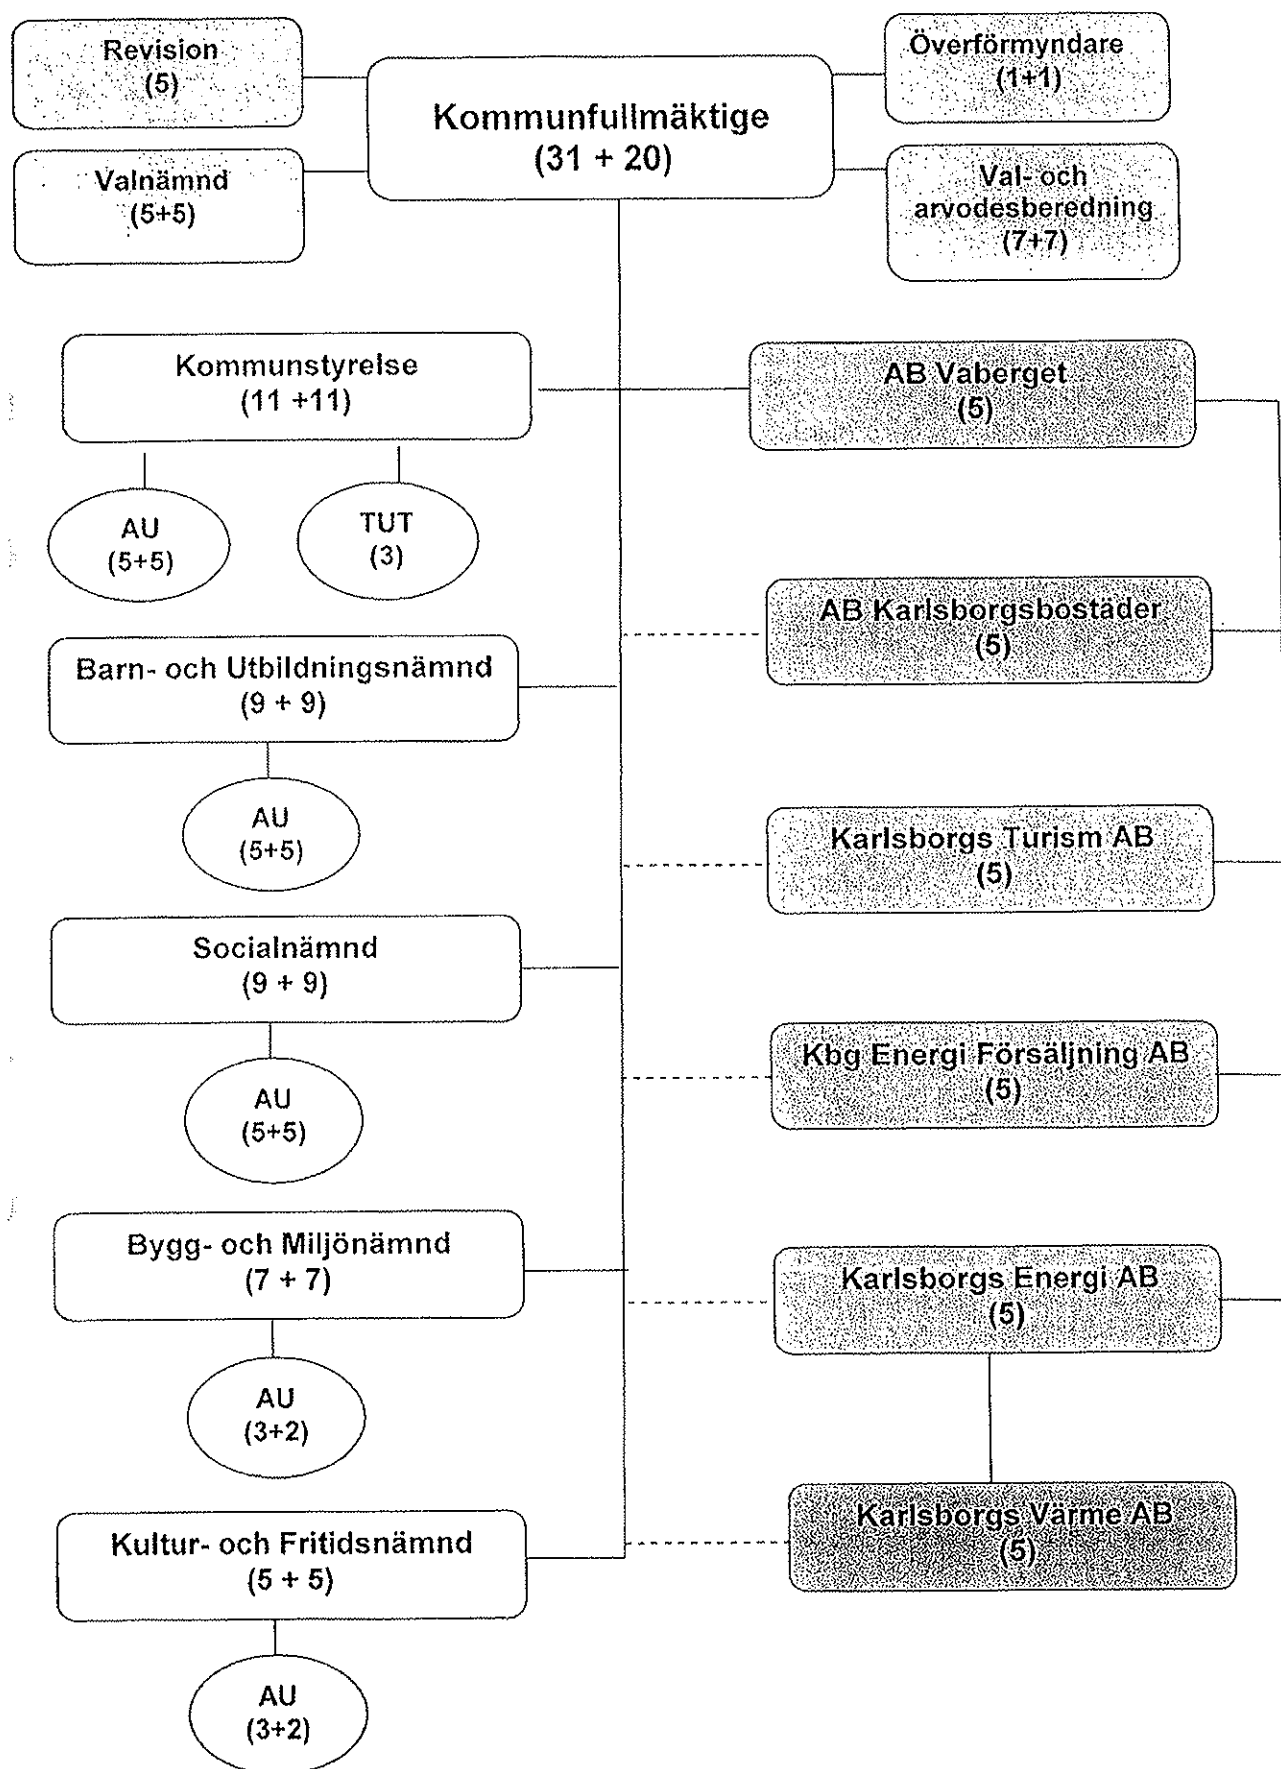 Revision
(5)
Överförmyndare
(1+1)
Kommunfullmäktige
(31 + 20)
Valnämnd
(5+5)
Val- och
arvodesberedning
(7+7)
Kommunstyrelse
(11 +11)
AB Vaberget
(5)
AU
(5+5)
TUT
(3)
AB Karlsborgsbostäder
(5)
Barn- och Utbildningsnämnd
(9 + 9)
AU
(5+5)
Karlsborgs Turism AB
(5)
Socialnämnd
(9 + 9)
Kbg Energi Försäljning AB
(5)
AU
(5+5)
Bygg- och Miljönämnd
(7 + 7)
Karlsborgs Energi AB
(5)
AU
(3+2)
Karlsborgs Värme AB
(5)
Kultur- och Fritidsnämnd
(5 + 5)
AU
(3+2)